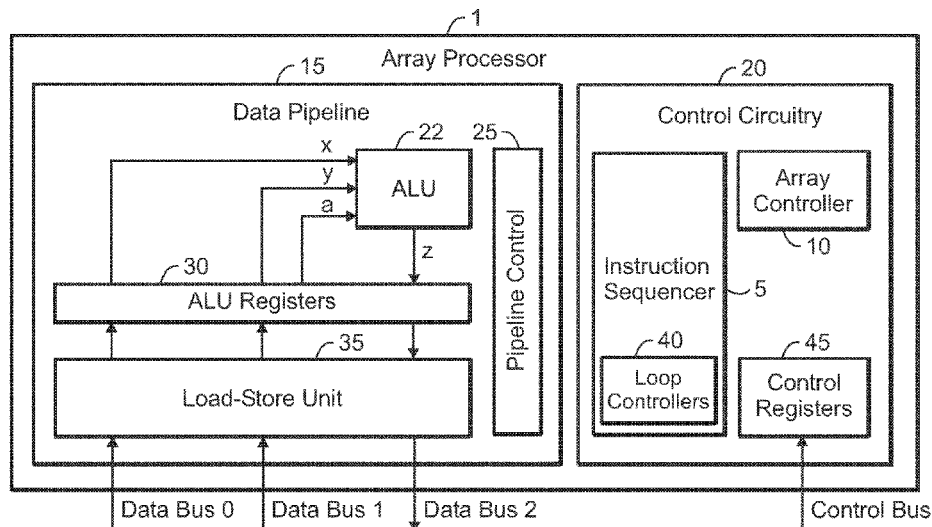 1
Array Processor
15
20
Data Pipeline
Control Circuitry
22
25
x
y
a
z
ALU
Pipeline Control
Array
Controller
10
Instruction
Sequencer
5
30
ALU Registers
35
Load-Store Unit
40
Loop
Controllers
45
Control
Registers
Data Bus 0
Data Bus 1
Data Bus 2
Control Bus